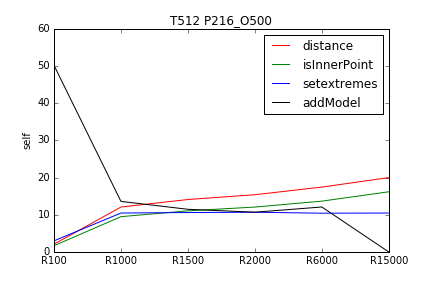 T512 P216_O500
60
50
40
30
20
10
0
self
distance
isInnerPoint
setextremes
addModel
R100
R1000
R1500
R2000
R6000
R15000